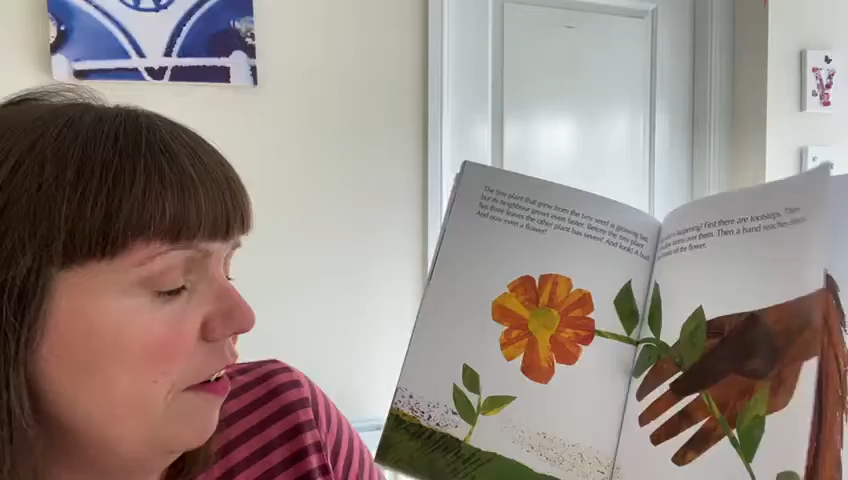 The tiny plant that grew from the tiny seed is growing fast,
but its neighbour grows even faster. Before the tiny plant
has three leaves the other plant has seven! And look! A bud!
And now even a flower!
happening? First there are footsteps. Then
looms over them. Then a hand reaches down
of the flower.
Y